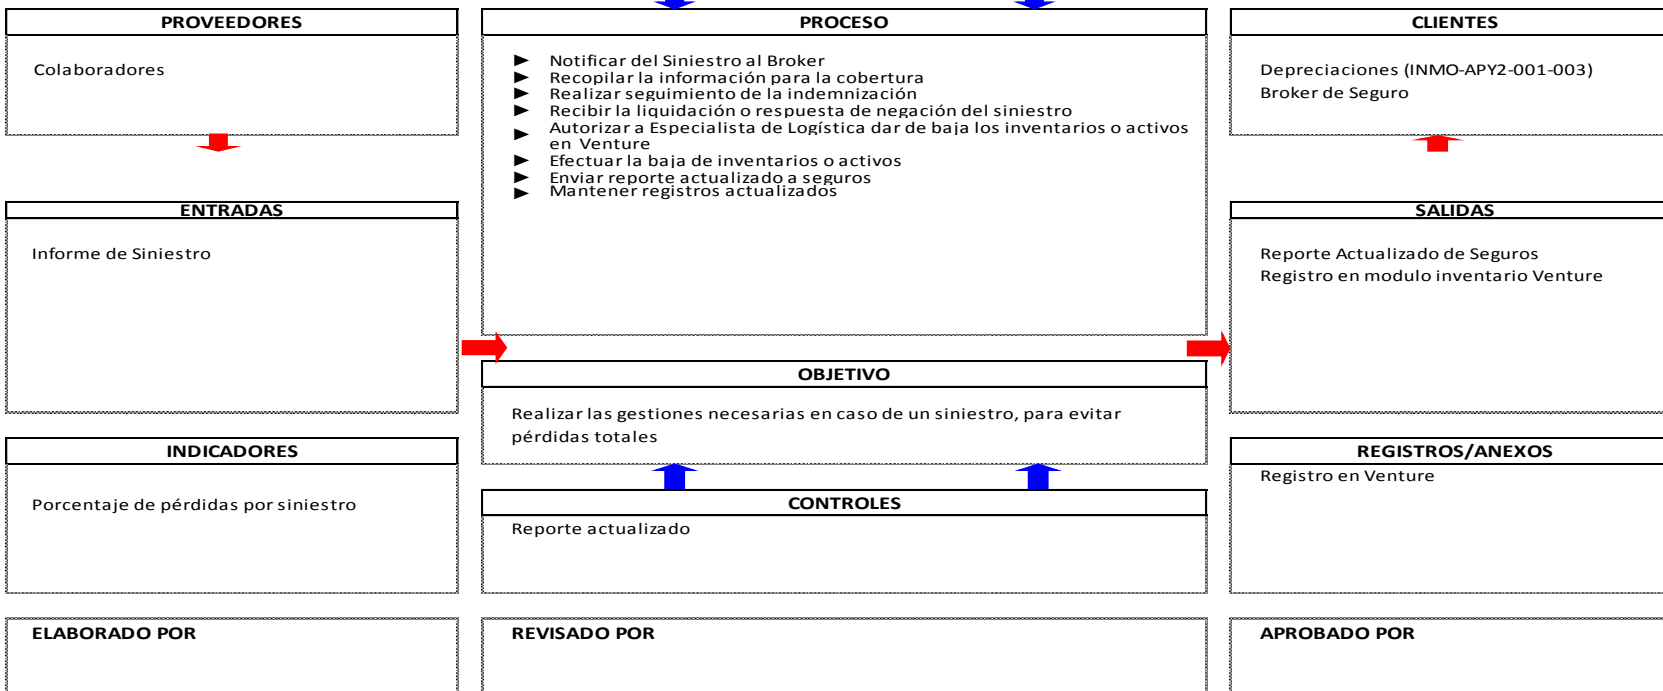 PROVEEDORES
Colaboradores
PROCESO
► Notificar del Siniestro al Broker
► Recopilar la información para la cobertura
► Realizar seguimiento de la indemnización
► Recibir la liquidación o respuesta de negación del siniestro
► Autorizar a Especialista de Logística dar de baja los inventarios o activos
en Venture
► Efectuar la baja de inventarios o activos
► Enviar reporte actualizado a seguros
► Mantener registros actualizados
CLIENTES
Depreciaciones (INMO-APY2-001-003)
Broker de Seguro
ENTRADAS
Informe de Siniestro
SALIDAS
Reporte Actualizado de Seguros
Registro en modulo inventario Venture
OBJETIVO
Realizar las gestiones necesarias en caso de un siniestro, para evitar
pérdidas totales
INDICADORES
Porcentaje de pérdidas por siniestro
CONTROLES
Reporte actualizado
REGISTROS/ANEXOS
Registro en Venture
ELABORADO POR
REVISADO POR
APROBADO POR